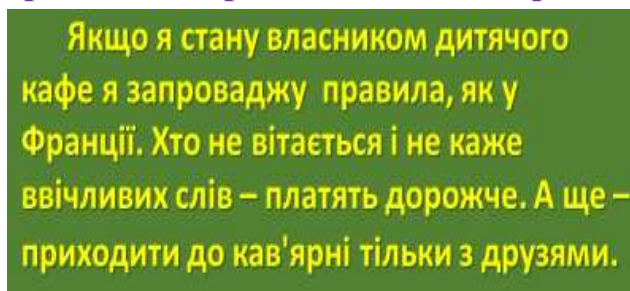 Якщо я стану власником дитячого
кафе я запроваджу правила, як у
Франції. Хто не вітається і не каже
ввічливих слів – платять дорожче. А ще –
приходити до кав'ярні тільки з друзями.